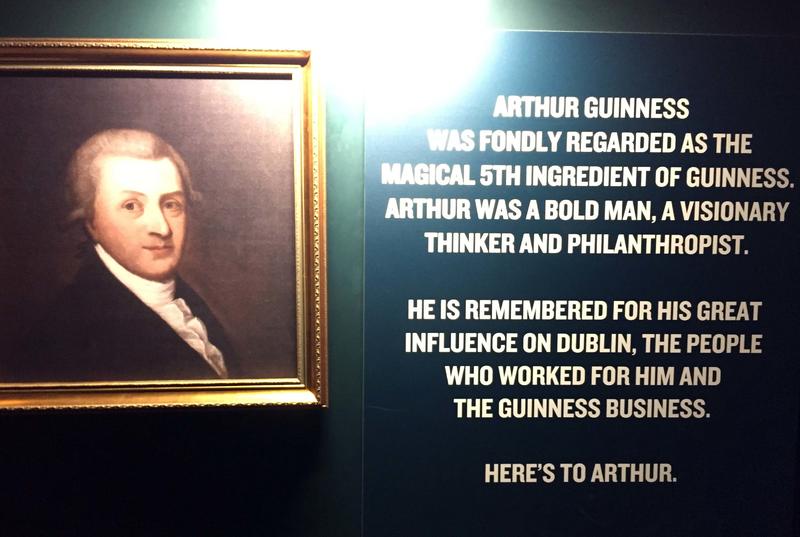 ARTHUR GUINNESS
WAS FONDLY REGARDED AS THE
MAGICAL 5TH INGREDIENT OF GUINNESS.
ARTHUR WAS A BOLD MAN, A VISIONARY
THINKER AND PHILANTHROPIST.
HE IS REMEMBERED FOR HIS GREAT
INFLUENCE ON DUBLIN, THE PEOPLE
WHO WORKED FOR HIM AND
THE GUINNESS BUSINESS.
HERE'S TO ARTHUR.